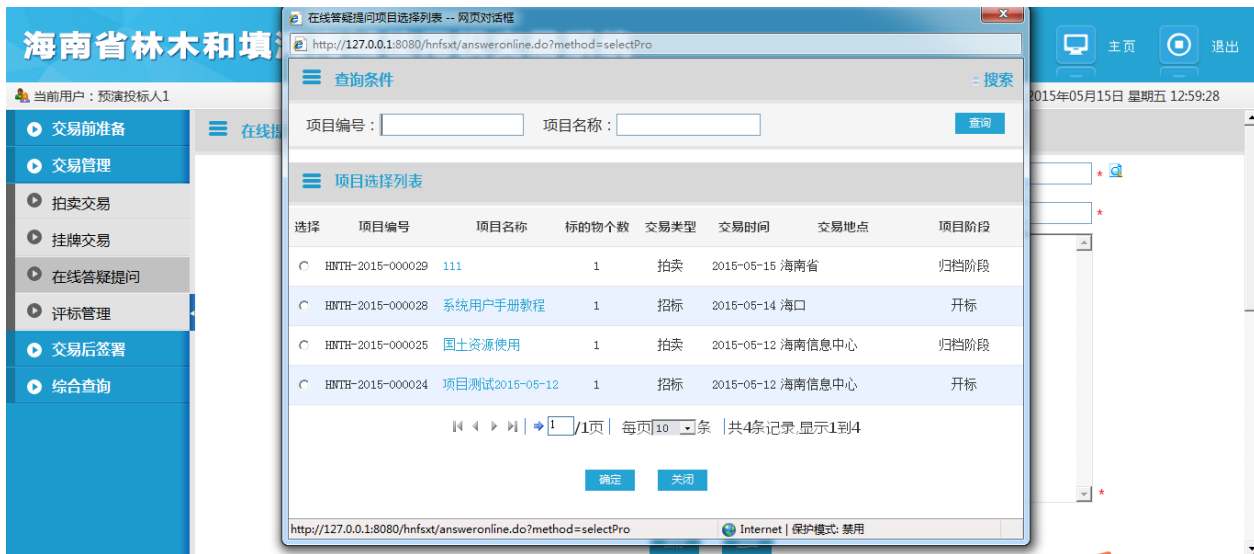 在线答疑提问项目选择列表 -- 网页对话框
http://127.0.0.1:8080/hnfsxt/answeronline.do?method=selectPro
海南省林木和填
主页 退出
当前用户：预演投标人1
2015年05月15日 星期五 12:59:28
交易前准备
交易管理
拍卖交易
挂牌交易
在线答疑提问
评标管理
交易后签署
综合查询
在线提
查询条件 搜索
项目编号： 项目名称： 查询
项目选择列表
选择 项目编号 项目名称 标的物个数 交易类型 交易时间 交易地点 项目阶段
HNTH-2015-000029 111 1 拍卖 2015-05-15 海南省 归档阶段
HNTH-2015-000028 系统用户手册教程 1 招标 2015-05-14 海口 开标
HNTH-2015-000025 国土资源使用 1 拍卖 2015-05-12 海南信息中心 归档阶段
HNTH-2015-000024 项目测试2015-05-12 1 招标 2015-05-12 海南信息中心 开标
1 /1页 每页 10 条 共4条记录,显示1到4
确定 关闭
http://127.0.0.1:8080/hnfsxt/answeronline.do?method=selectPro Internet | 保护模式: 禁用
* 
*
*